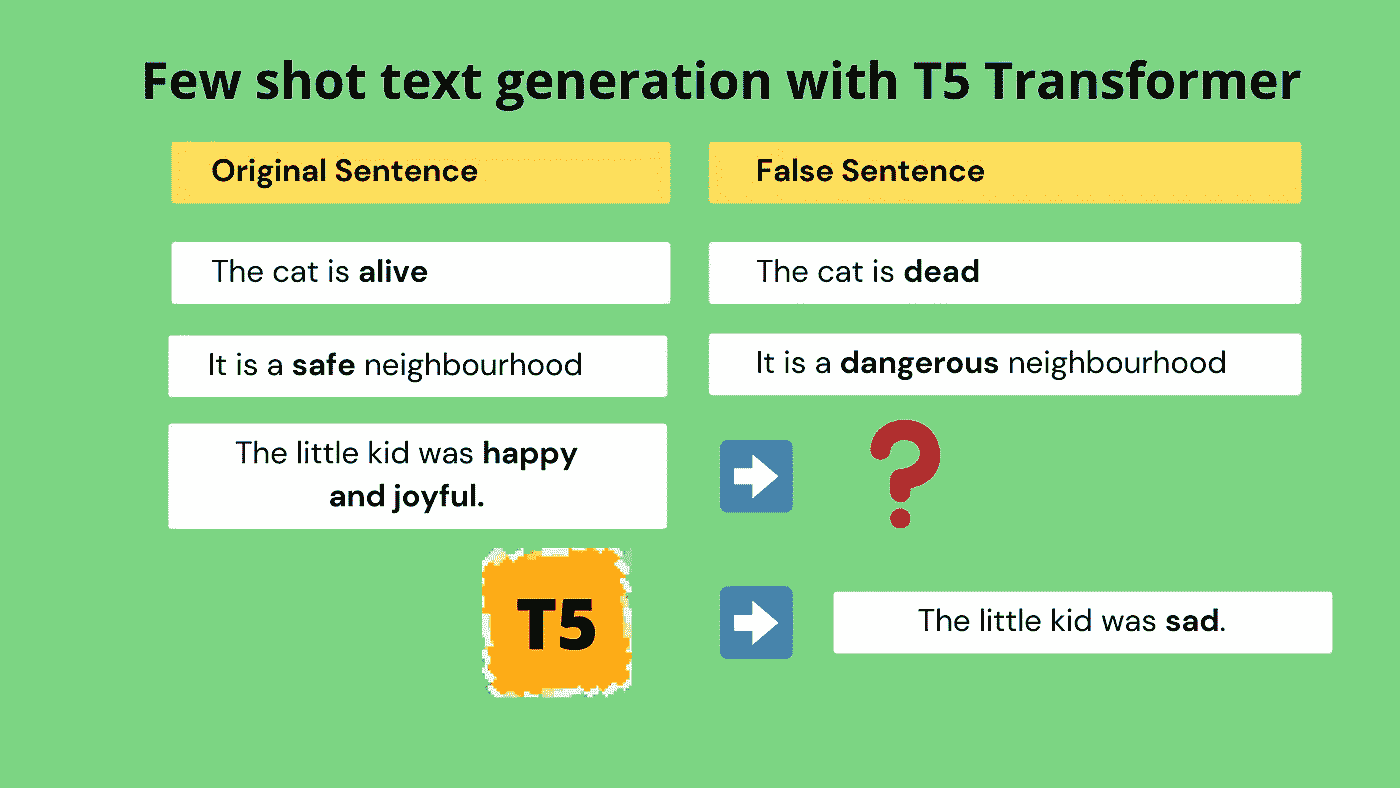 Few shot text generation with T5 Transformer
Original Sentence
False Sentence
The cat is alive
The cat is dead
It is a safe neighbourhood
It is a dangerous neighbourhood
The little kid was happy
and joyful.
?
T5
The little kid was sad.